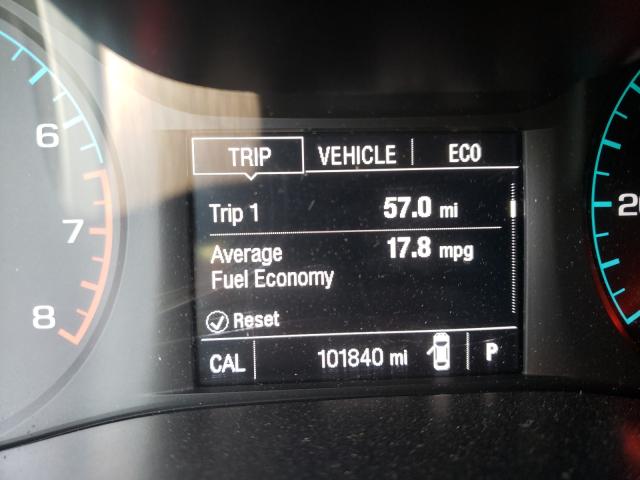 TRIP VEHICLE ECO
6
Trip 1 57.0 mi
7
Average 17.8 mpg
Fuel Economy
8
Reset
CAL 101840 mi P